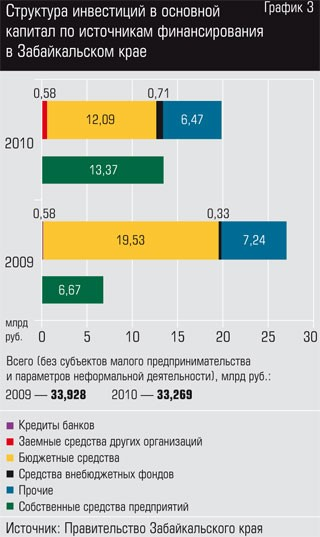 Структура инвестиций в основной
График 3
капитал по источникам финансирования
в Забайкальском крае
0,58
0,71
2010
12,09
6,47
13,37
0,58
0,33
2009
19,53
7,24
6,67
млрд
руб.
0 5 10 15 20 25 30
Всего (без субъектов малого предпринимательства
и параметров неформальной деятельности), млрд руб.:
2009 — 33,928 2010 — 33,269
Кредиты банков
Заемные средства других организаций
Бюджетные средства
Средства внебюджетных фондов
Прочие
Собственные средства предприятий
Источник: Правительство Забайкальского края